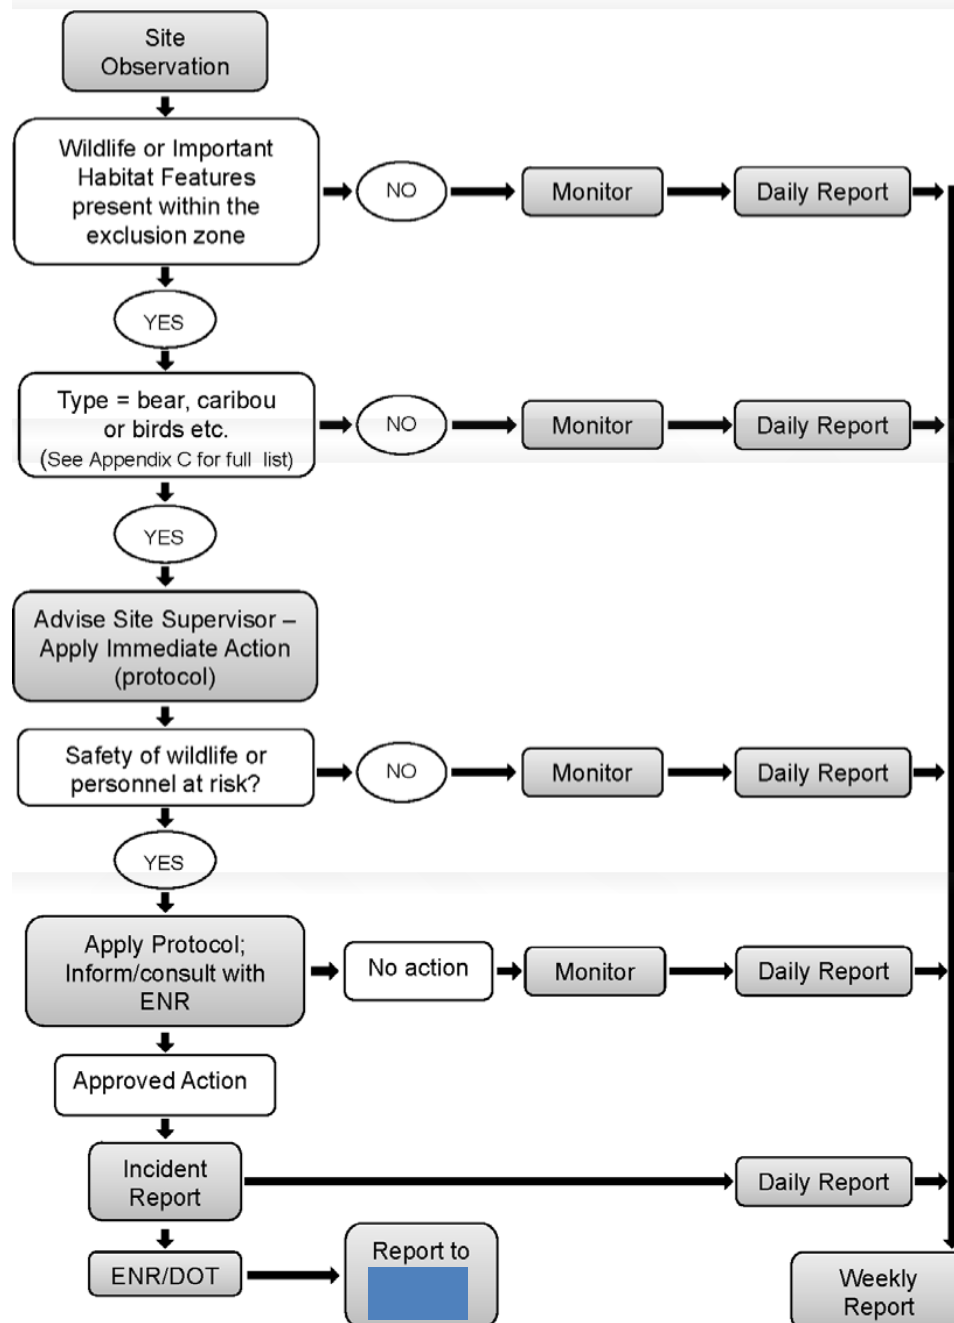 Site
Observation
Wildlife or Important
Habitat Features
present within the
exclusion zone
NO
Monitor
Daily Report
YES
Type = bear, caribou
or birds etc.
(See Appendix C for full list)
NO
Monitor
Daily Report
YES
Advise Site Supervisor –
Apply Immediate Action
(protocol)
Safety of wildlife or
personnel at risk?
NO
Monitor
Daily Report
YES
Apply Protocol;
Inform/consult with
ENR
No action
Monitor
Daily Report
Approved Action
Incident
Report
Daily Report
ENR/DOT
Report to
Weekly
Report